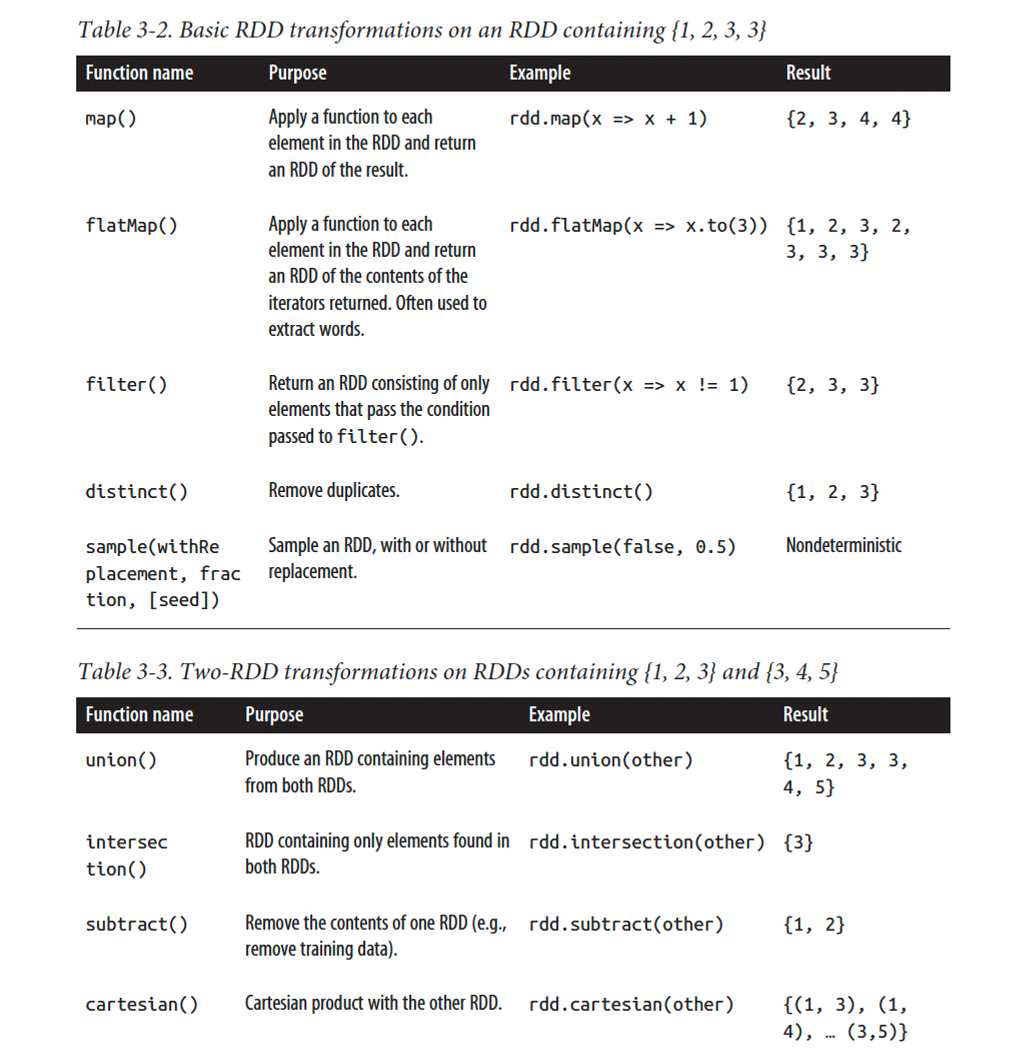 Table 3-2. Basic RDD transformations on an RDD containing {1, 2, 3, 3}
Function name Purpose Example Result
map() Apply a function to each rdd.map(x => x + 1) {2, 3, 4, 4}
element in the RDD and return
an RDD of the result.
flatMap() Apply a function to each rdd.flatMap(x => x.to(3)) {1, 2, 3, 2,
element in the RDD and return 3, 3, 3}
an RDD of the contents of the
iterators returned. Often used to
extract words.
filter() Return an RDD consisting of only rdd.filter(x => x != 1) {2, 3, 3}
elements that pass the condition
passed to filter().
distinct() Remove duplicates. rdd.distinct() {1, 2, 3}
sample(withRe Sample an RDD, with or without rdd.sample(false, 0.5) Nondeterministic
placement, frac replacement.
tion, [seed])
Table 3-3. Two-RDD transformations on RDDs containing {1, 2, 3} and {3, 4, 5}
Function name Purpose Example Result
union() Produce an RDD containing elements rdd.union(other) {1, 2, 3, 3,
from both RDDs. 4, 5}
intersec RDD containing only elements found in rdd.intersection(other) {3}
tion() both RDDs.
subtract() Remove the contents of one RDD (e.g., rdd.subtract(other) {1, 2}
remove training data).
cartesian() Cartesian product with the other RDD. rdd.cartesian(other) {(1, 3), (1,
4), … (3,5)}